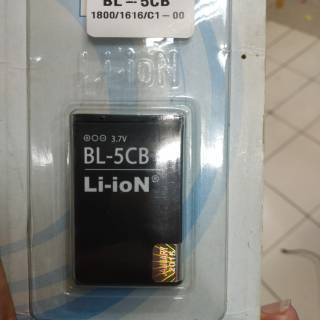 BL-5CB
1800/1616/C1-00
Li-ioN
3.7V
BL-5CB
Li-ioN®